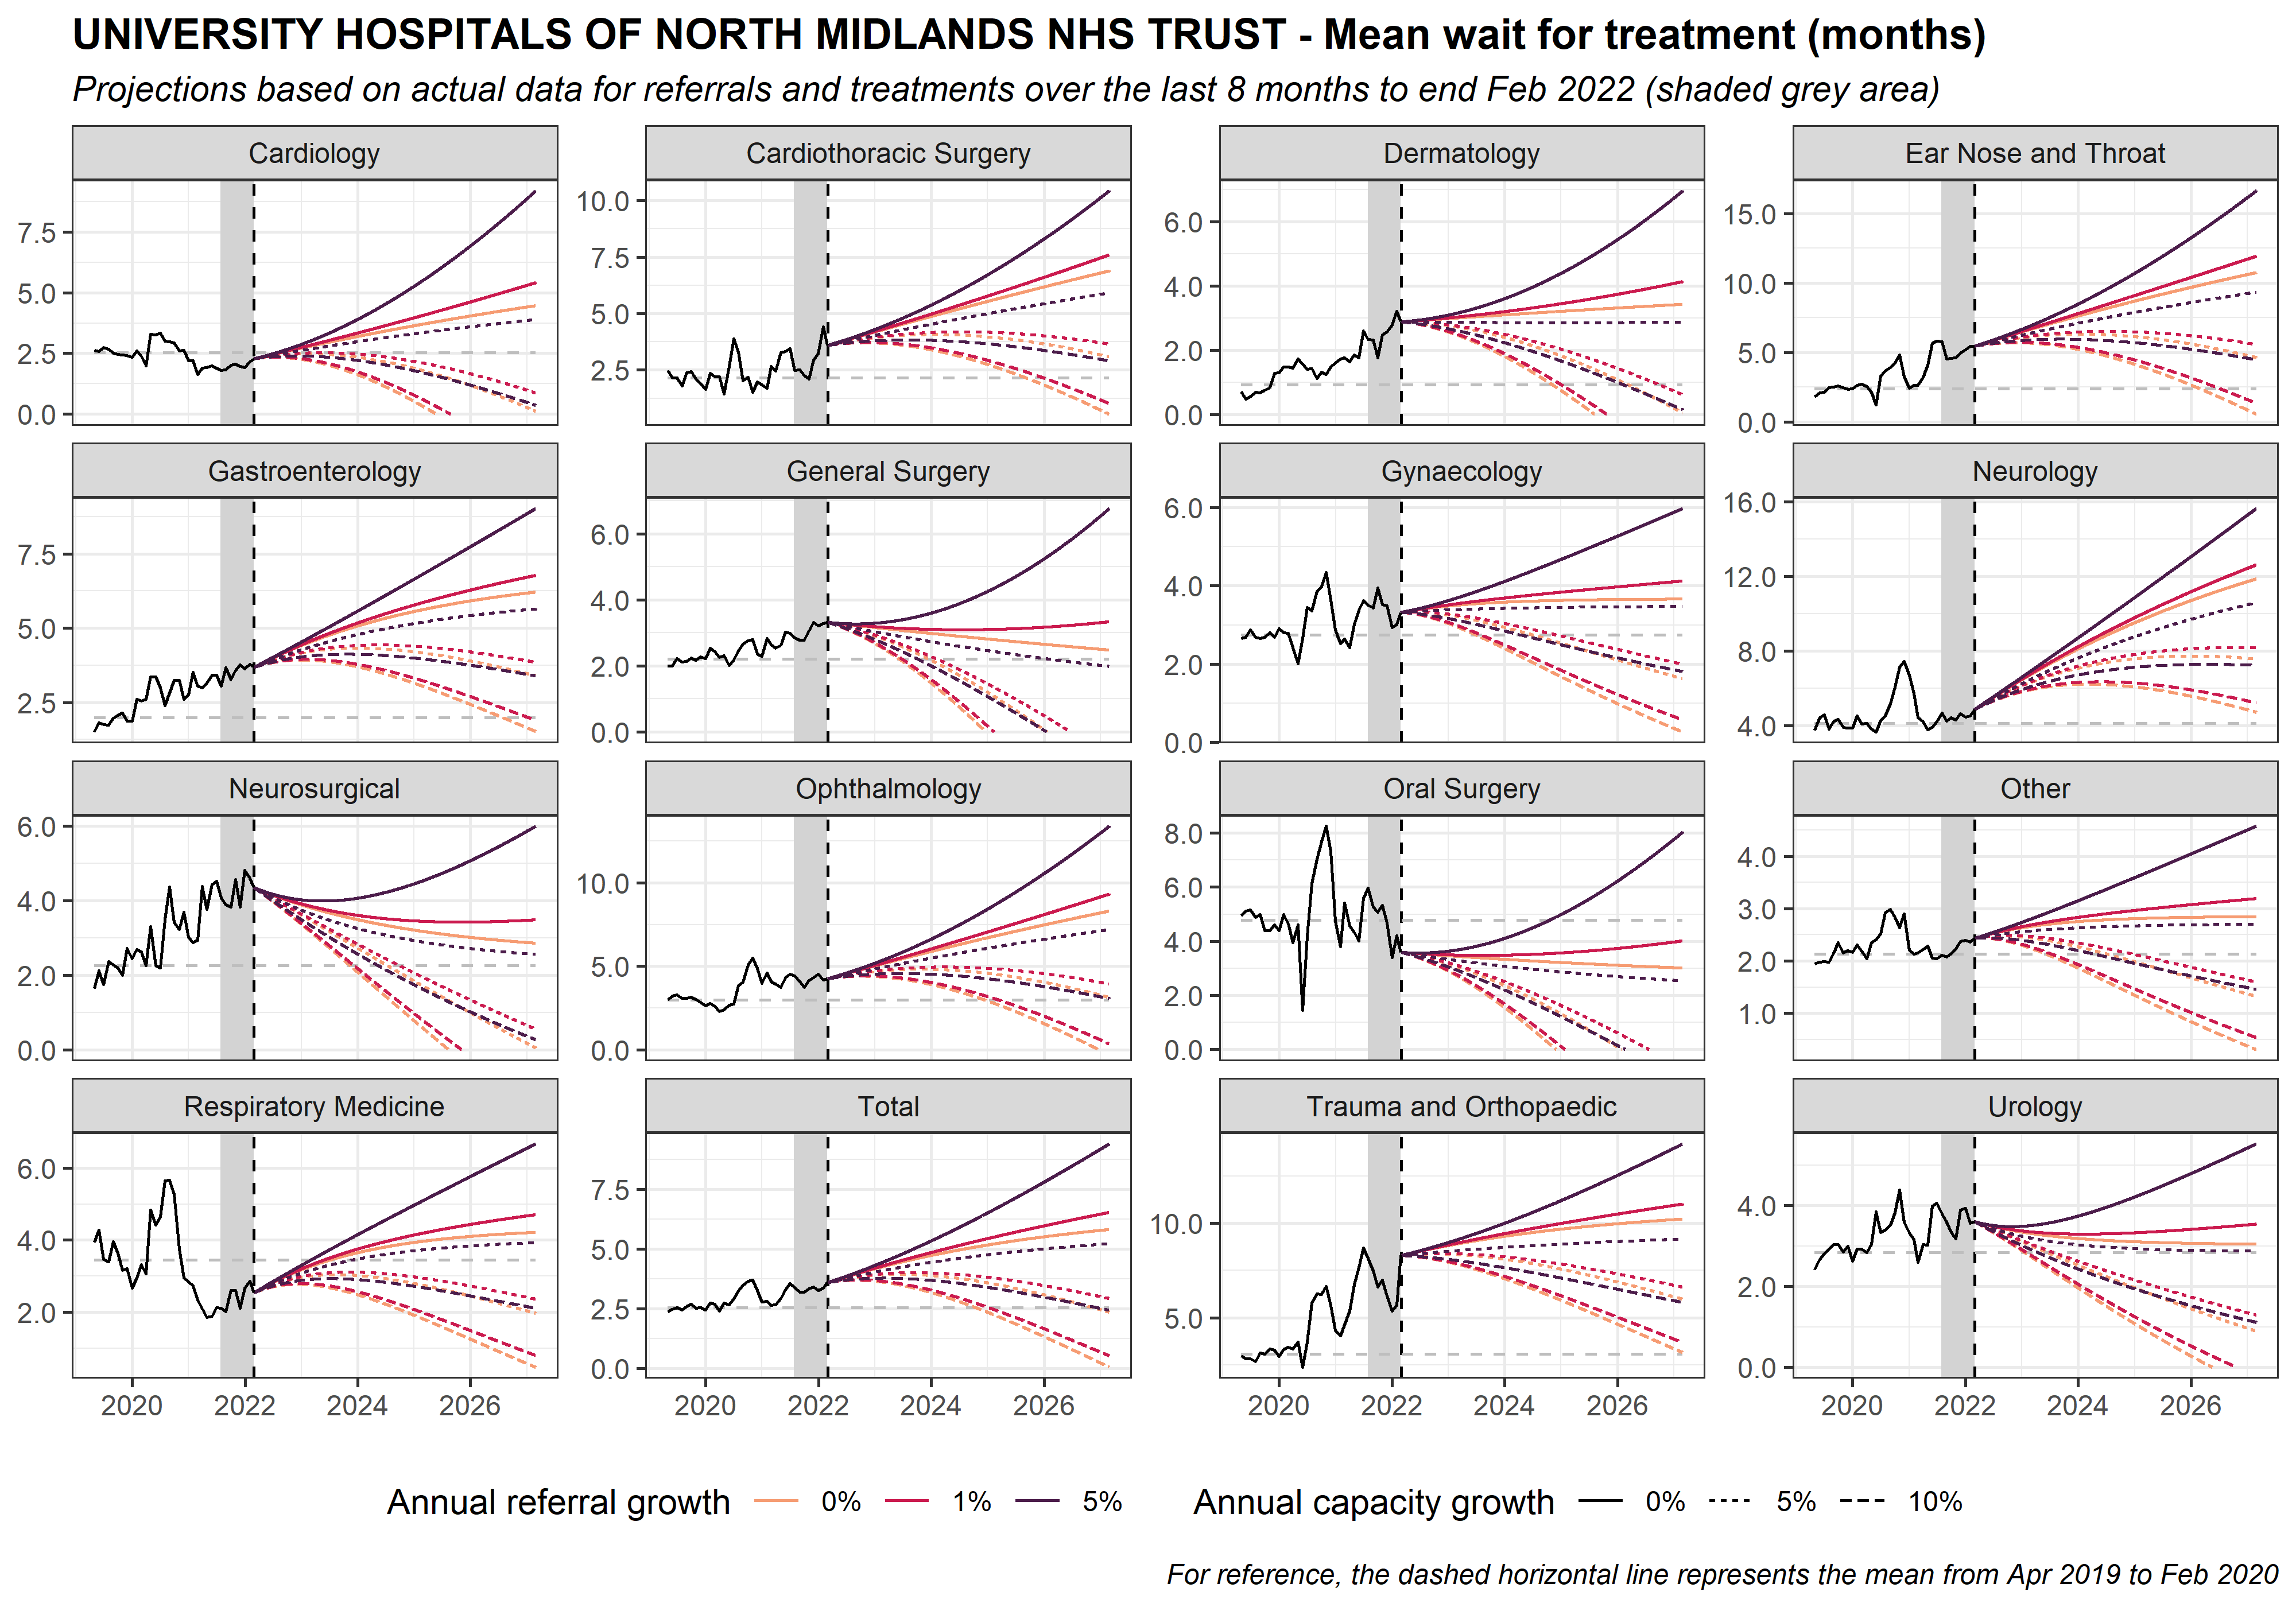 UNIVERSITY HOSPITALS OF NORTH MIDLANDS NHS TRUST - Mean wait for treatment (months)
Projections based on actual data for referrals and treatments over the last 8 months to end Feb 2022 (shaded grey area)
Cardiology
Cardiothoracic Surgery
Dermatology
Ear Nose and Throat
7.5
5.0
2.5
0.0
10.0
7.5
5.0
2.5
6.0
4.0
2.0
0.0
15.0
10.0
5.0
0.0
Gastroenterology
General Surgery
Gynaecology
Neurology
7.5
5.0
2.5
6.0
4.0
2.0
0.0
6.0
4.0
2.0
0.0
16.0
12.0
8.0
4.0
Neurosurgical
Ophthalmology
Oral Surgery
Other
6.0
4.0
2.0
0.0
10.0
5.0
0.0
8.0
6.0
4.0
2.0
0.0
4.0
3.0
2.0
1.0
Respiratory Medicine
Total
Trauma and Orthopaedic
Urology
6.0
4.0
2.0
7.5
5.0
2.5
0.0
10.0
5.0
4.0
2.0
0.0
2020 2022 2024 2026
2020 2022 2024 2026
2020 2022 2024 2026
2020 2022 2024 2026
Annual referral growth 0% 1% 5%
Annual capacity growth 0% 5% 10%
For reference, the dashed horizontal line represents the mean from Apr 2019 to Feb 2020